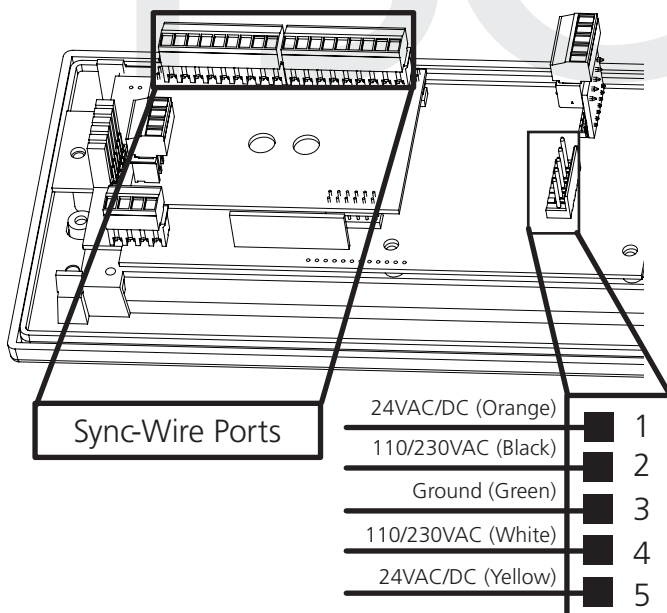 Sync-Wire Ports
24VAC/DC (Orange) 1
110/230VAC (Black) 2
Ground (Green) 3
110/230VAC (White) 4
24VAC/DC (Yellow) 5